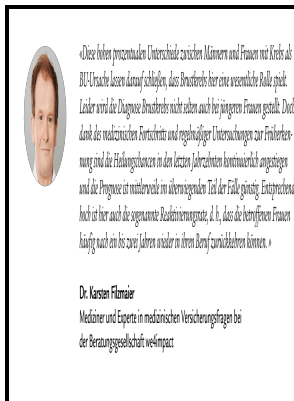 «Diese hohen prozentualen Unterschiede zwischen Männern und Frauen mit Krebs als
BU-Ursache lassen darauf schließen, dass Brustkrebs hier eine wesentliche Rolle spielt.
Leider wird die Diagnose Brustkrebs nicht selten auch bei jüngeren Frauen gestellt. Doch
dank des medizinischen Fortschritts und regelmäßiger Untersuchungen zur Früherken-
nung sind die Heilungschancen in den letzten Jahrzehnten kontinuierlich angestiegen
und die Prognose ist mittlerweile im überwiegenden Teil der Fälle günstig. Entsprechend
hoch ist hier auch die sogenannte Reaktivierungsrate, d. h., dass die betroffenen Frauen
häufig nach ein bis zwei Jahren wieder in ihren Beruf zurückkehren können. »
Dr. Karsten Filzmaier
Mediziner und Experte in medizinischen Versicherungsfragen bei
der Beratungsgesellschaft we4impact